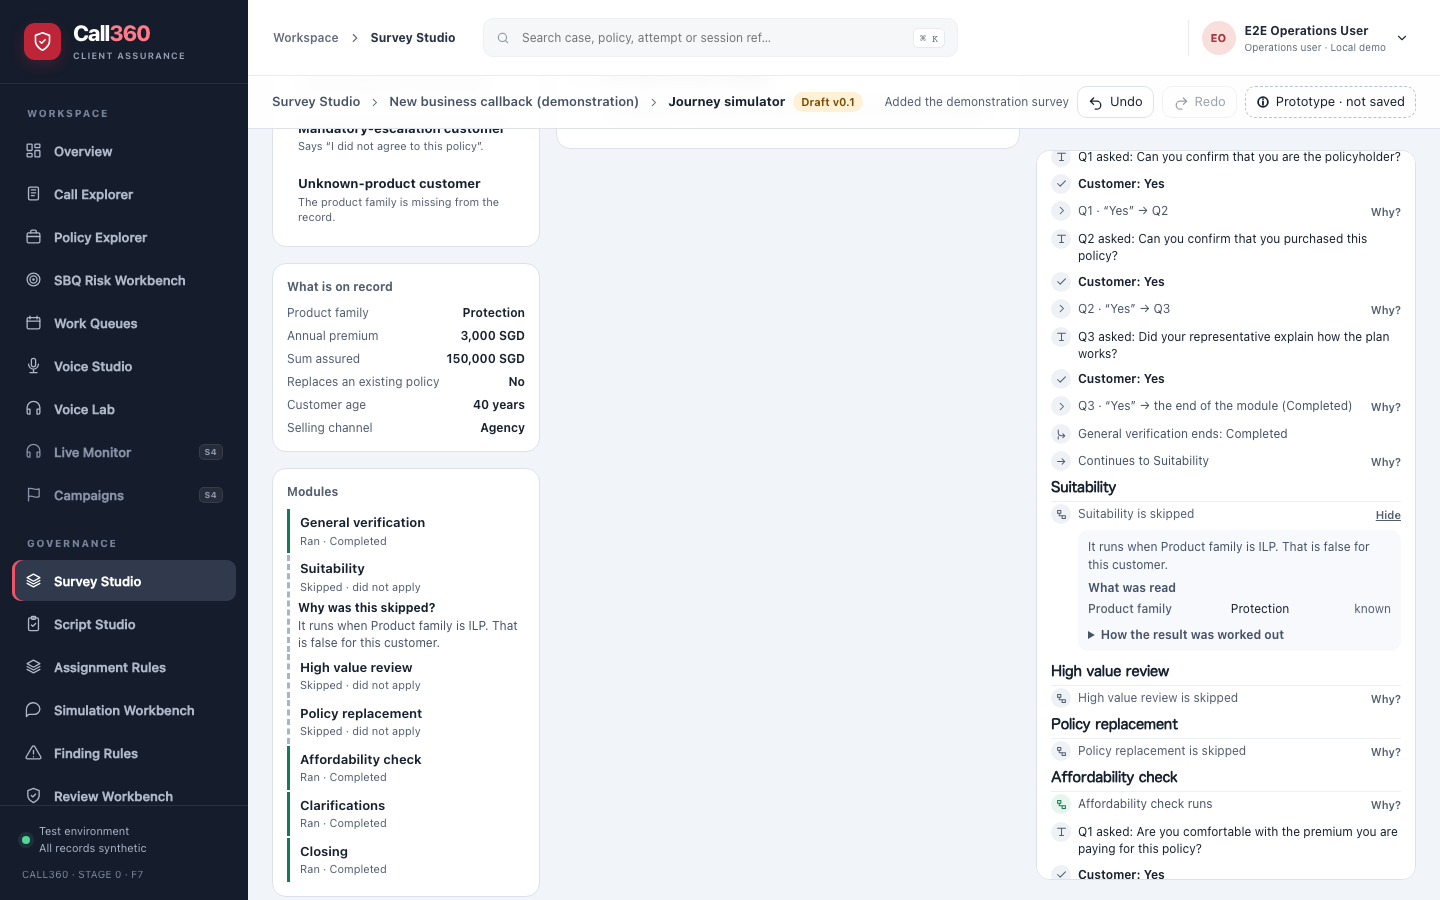 Call360
CLIENT ASSURANCE
WORKSPACE
Overview
Call Explorer
Policy Explorer
SBQ Risk Workbench
Work Queues
Voice Studio
Voice Lab
Live Monitor S4
Campaigns S4
GOVERNANCE
Survey Studio
Script Studio
Assignment Rules
Simulation Workbench
Finding Rules
Review Workbench
Test environment
All records synthetic
CALL360 · STAGE 0 · F7
Workspace > Survey Studio
Search case, policy, attempt or session ref...
⌘ K
EO
E2E Operations User
Operations user · Local demo
Survey Studio > New business callback (demonstration) > Journey simulator
Draft v0.1
Added the demonstration survey
Undo
Redo
Prototype · not saved
Mandatory-escalation customer
Says “I did not agree to this policy”.
Unknown-product customer
The product family is missing from the
record.
What is on record
Product family Protection
Annual premium 3,000 SGD
Sum assured 150,000 SGD
Replaces an existing policy No
Customer age 40 years
Selling channel Agency
Modules
General verification
Ran · Completed
Suitability
Skipped · did not apply
Why was this skipped?
It runs when Product family is ILP. That
is false for this customer.
High value review
Skipped · did not apply
Policy replacement
Skipped · did not apply
Affordability check
Ran · Completed
Clarifications
Ran · Completed
Closing
Ran · Completed
Q1 asked: Can you confirm that you are the policyholder?
Customer: Yes
Q1 · “Yes” → Q2 Why?
Q2 asked: Can you confirm that you purchased this
policy?
Customer: Yes
Q2 · “Yes” → Q3 Why?
Q3 asked: Did your representative explain how the plan
works?
Customer: Yes
Q3 · “Yes” → the end of the module (Completed) Why?
General verification ends: Completed
Continues to Suitability Why?
Suitability
Suitability is skipped Hide
It runs when Product family is ILP. That is false for
this customer.
What was read
Product family Protection known
▶ How the result was worked out
High value review
High value review is skipped Why?
Policy replacement
Policy replacement is skipped Why?
Affordability check
Affordability check runs Why?
Q1 asked: Are you comfortable with the premium you are
paying for this policy?
Customer: Yes